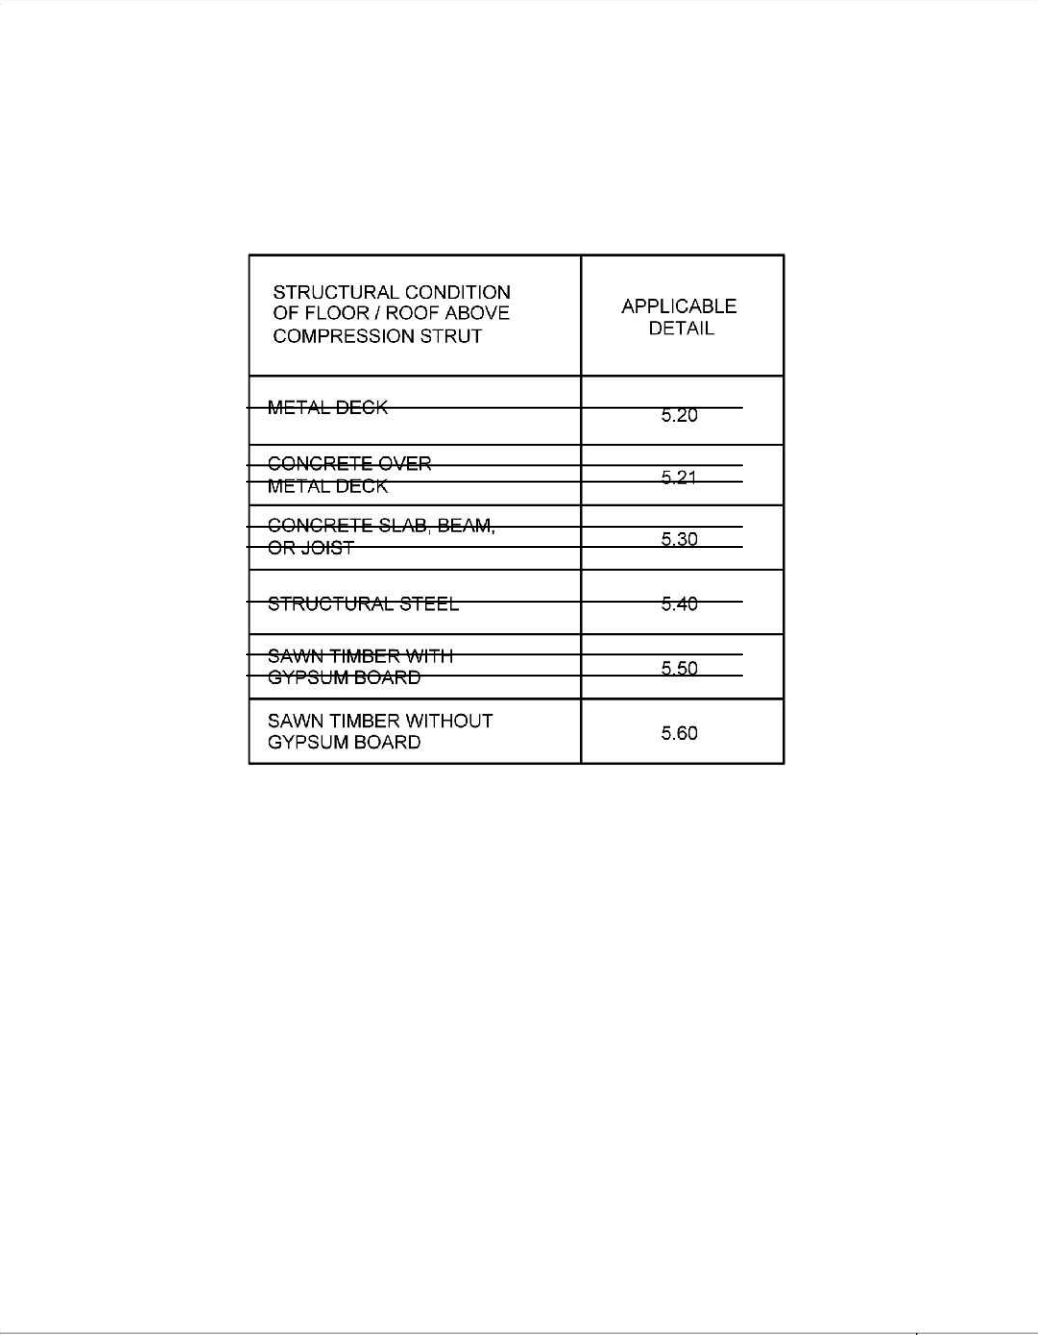 STRUCTURAL CONDITION
OF FLOOR / ROOF ABOVE
COMPRESSION STRUT
APPLICABLE
DETAIL
METAL DECK
5.20
CONCRETE OVER
METAL DECK
5.21
CONCRETE SLAB, BEAM,
OR JOIST
5.30
STRUCTURAL STEEL
5.40
SAWN TIMBER WITH
GYPSUM BOARD
5.50
SAWN TIMBER WITHOUT
GYPSUM BOARD
5.60